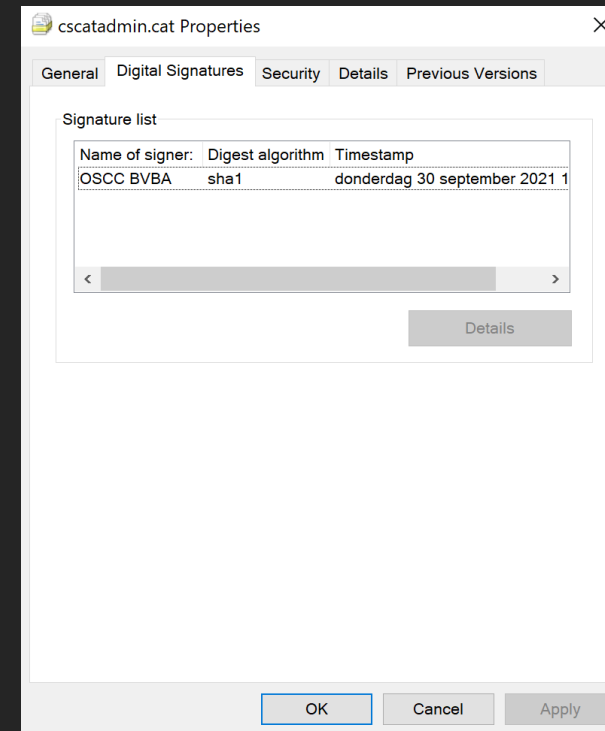 cscatadmin.cat Properties
General Digital Signatures Security Details Previous Versions
Signature list
Name of signer: Digest algorithm Timestamp
OSCC BVBA sha1 donderdag 30 september 2021 1
Details
OK Cancel Apply